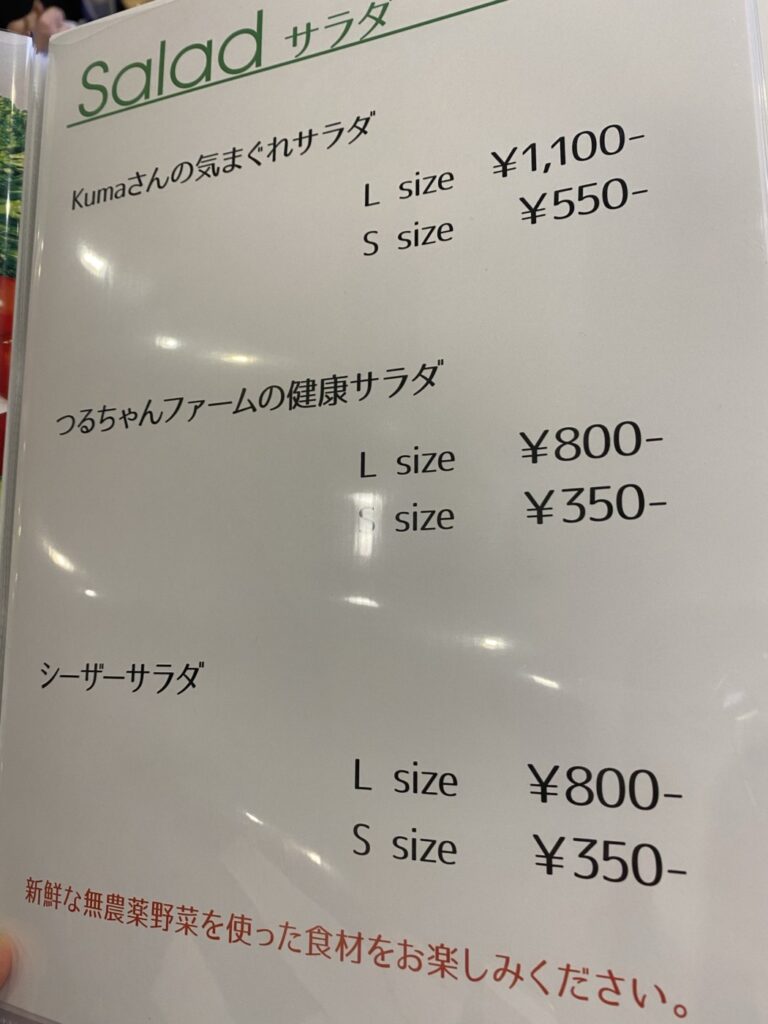 Salad サラダ
Kumaさんの気まぐれサラダ
L size ¥1,100-
S size ¥550-
つるちゃんファームの健康サラダ
L size ¥800-
S size ¥350-
シーザーサラダ
L size ¥800-
S size ¥350-
新鮮な無農薬野菜を使った食材をお楽しみください。